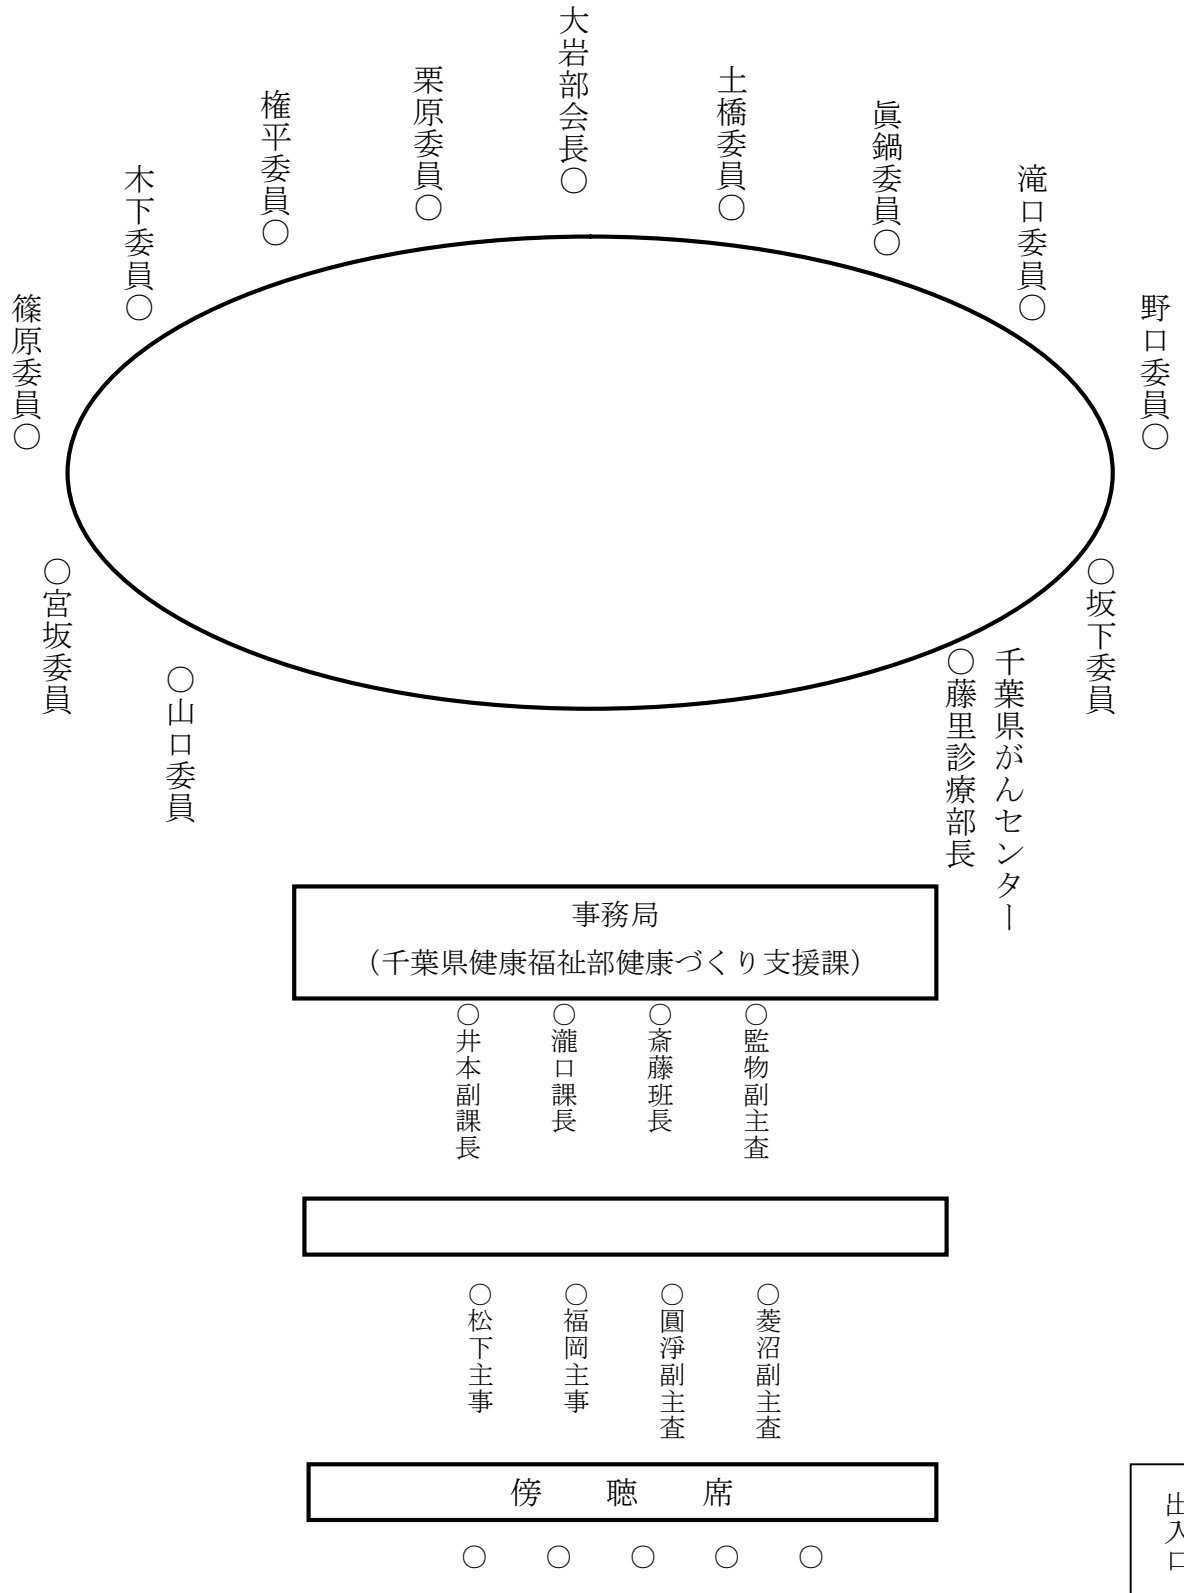 大岩部会長○
栗原委員○
土橋委員○
権平委員○
眞鍋委員○
木下委員○
滝口委員○
篠原委員○
野口委員○
○宮坂委員
○坂下委員
○山口委員
千葉県がんセンター
○藤里診療部長
事務局
（千葉県健康福祉部健康づくり支援課）
○井本副課長
○瀧口課長
○斎藤班長
○監物副主査
○松下主事
○福岡主事
○圓淨副主査
○菱沼副主査
傍　聴　席
○　○　○　○　○
出入口